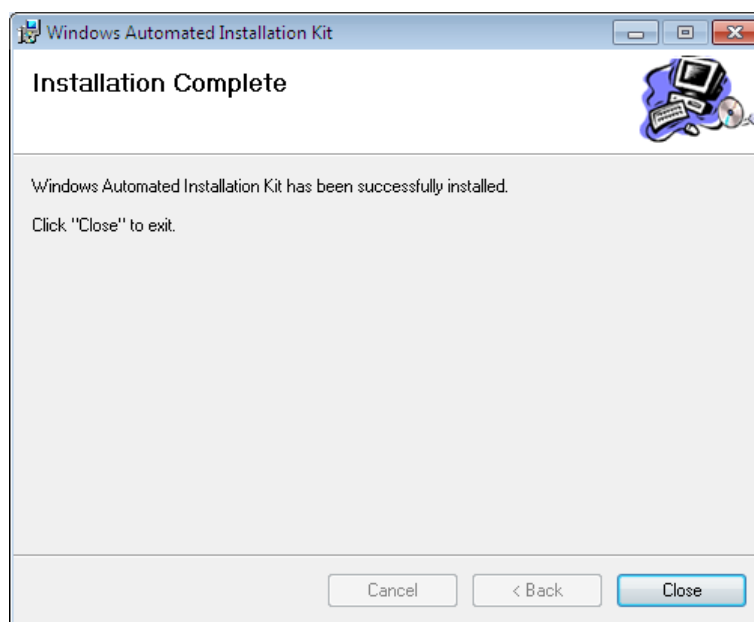 Windows Automated Installation Kit
Installation Complete
Windows Automated Installation Kit has been successfully installed.
Click "Close" to exit.
Cancel
< Back
Close